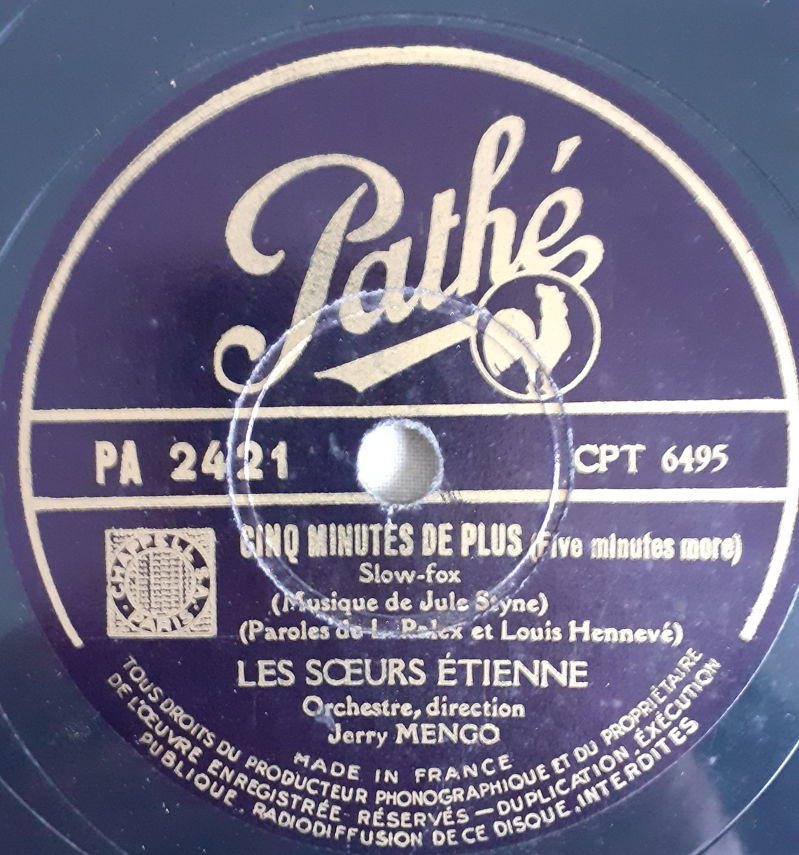 Pathé
PA 2421
CPT 6495
CHAPPELL S.A. PARIS
CINQ MINUTES DE PLUS (Five minutes more)
Slow-fox
(Musique de Jule Styne)
(Paroles de L. Palex et Louis Hennevé)
LES SŒURS ÉTIENNE
Orchestre, direction
Jerry MENGO
MADE IN FRANCE
TOUS DROITS DU PRODUCTEUR PHONOGRAPHIQUE ET DU PROPRIÉTAIRE
DE L'ŒUVRE ENREGISTRÉE RÉSERVÉS — DUPLICATION EXÉCUTION
PUBLIQUE, RADIODIFFUSION DE CE DISQUE INTERDITES